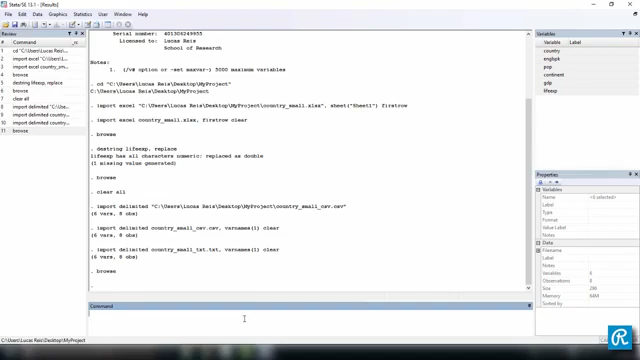 Stata/SE 13.1 - [Results]
File Edit Data Graphics Statistics User Window Help
Review
# Command _rc
1 cd "C:\Users\Lucas Reis...
2 import excel "C:\Users...
3 import excel country_sm...
4 browse
5 destring lifeexp, replace
6 browse
7 clear all
8 import delimited "C:\Use...
9 import delimited country...
10 import delimited country...
11 browse
Serial number: 401306249955
Licensed to: Lucas Reis
School of Research
Notes:
1. (/v# option or -set maxvar-) 5000 maximum variables
. cd "C:\Users\Lucas Reis\Desktop\MyProject"
C:\Users\Lucas Reis\Desktop\MyProject
. import excel "C:\Users\Lucas Reis\Desktop\MyProject\country_small.xlsx", sheet("Sheet1") firstrow
. import excel country_small.xlsx, firstrow clear
. browse
. destring lifeexp, replace
lifeexp has all characters numeric; replaced as double
(1 missing value generated)
. browse
. clear all
. import delimited "C:\Users\Lucas Reis\Desktop\MyProject\country_small_csv.csv"
(6 vars, 8 obs)
. import delimited country_small_csv.csv, varnames(1) clear
(6 vars, 8 obs)
. import delimited country_small_txt.txt, varnames(1) clear
(6 vars, 8 obs)
. browse
.
Command
Variables
Variable Label
country
englspk
pop
continent
gdp
lifeexp
Properties
Variables
Name <6 selected>
Label
Type
Format
Value Label
Notes
Data
Filename
Label
Notes
Variables 6
Observations 8
Size 296
Memory 64M
Sorted by
C:\Users\Lucas Reis\Desktop\MyProject
R